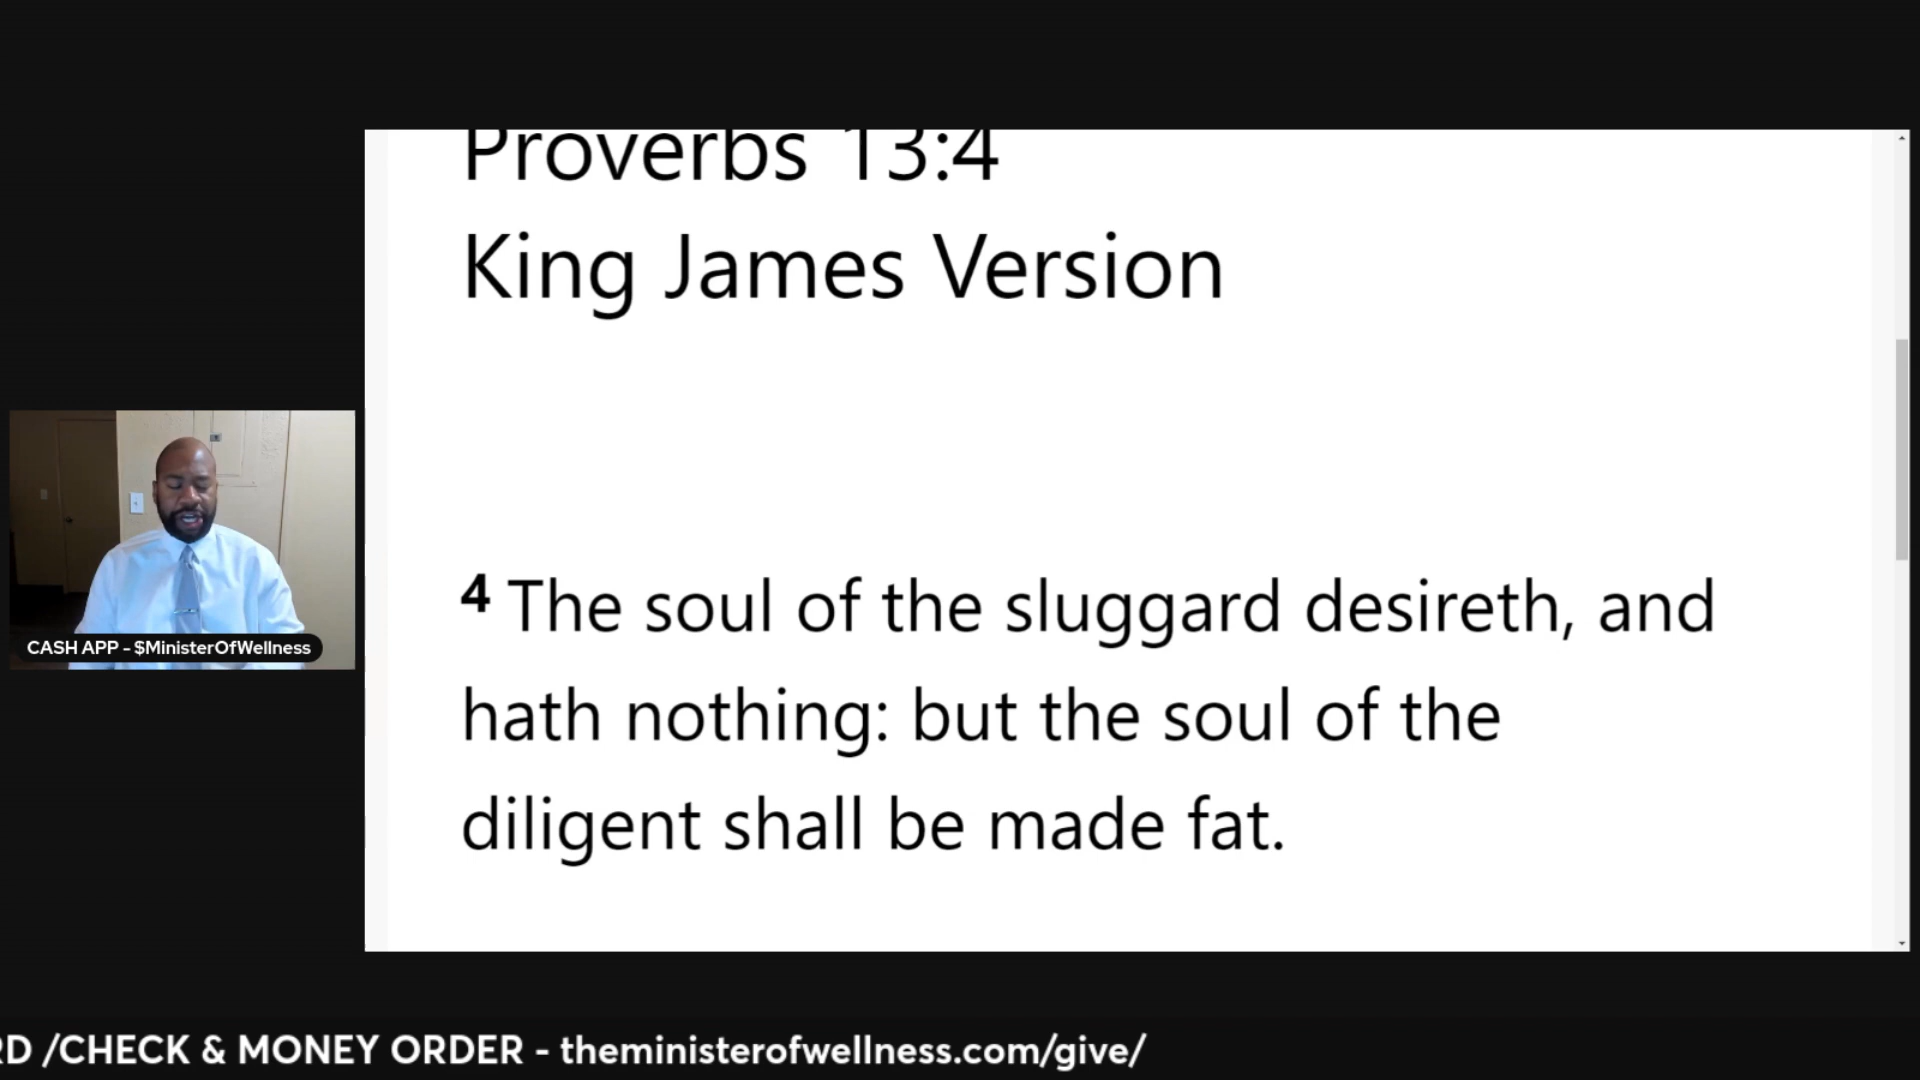 Proverbs 13:4
King James Version
4 The soul of the sluggard desireth, and
hath nothing: but the soul of the
diligent shall be made fat.
CASH APP - $MinisterOfWellness
RD /CHECK & MONEY ORDER - theministerofwellness.com/give/